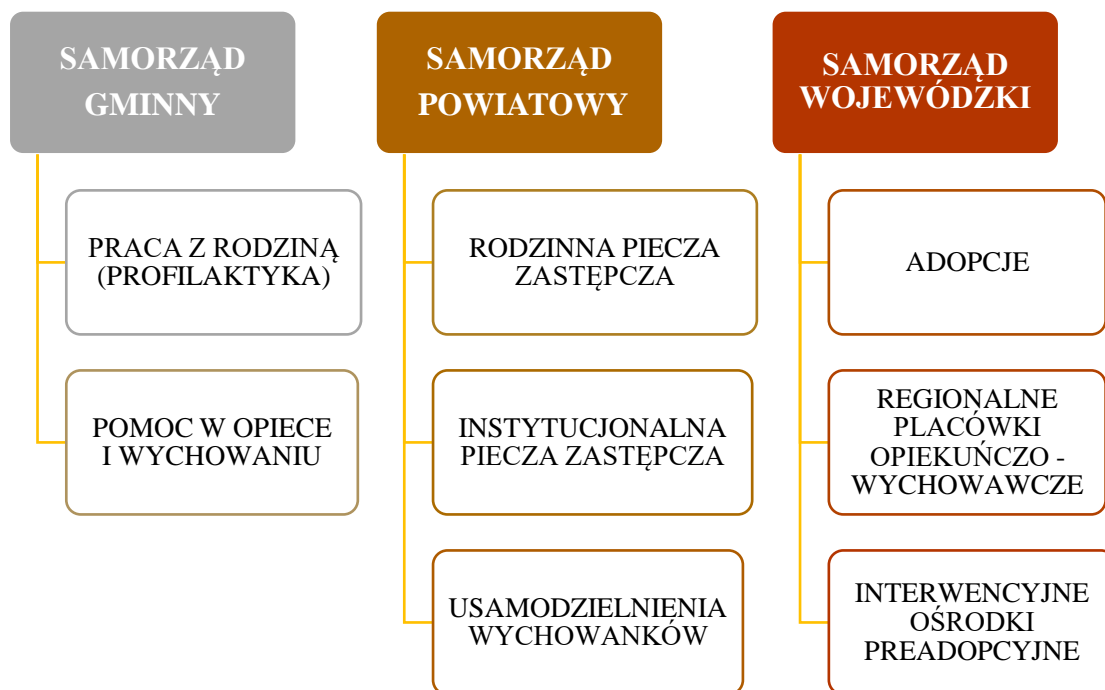 SAMORZĄD
GMINNY
PRACA Z RODZINĄ
(PROFILAKTYKA)
POMOC W OPIECE
I WYCHOWANIU
SAMORZĄD
POWIATOWY
RODZINNA PIECZA
ZASTĘPCZA
INSTYTUCJONALNA
PIECZA ZASTĘPCZA
USAMODZIELNIENIA
WYCHOWANKÓW
SAMORZĄD
WOJEWÓDZKI
ADOPCJE
REGIONALNE
PLACÓWKI
OPIEKUŃCZO -
WYCHOWAWCZE
INTERWENCYJNE
OŚRODKI
PREADOPCYJNE